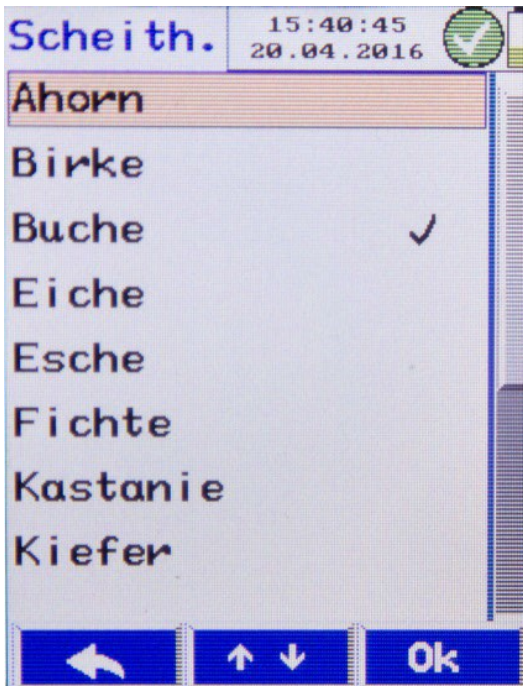 Scheith.
15:40:45
20.04.2016
Ahorn
Birke
Buche
Eiche
Esche
Fichte
Kastanie
Kiefer
Ok